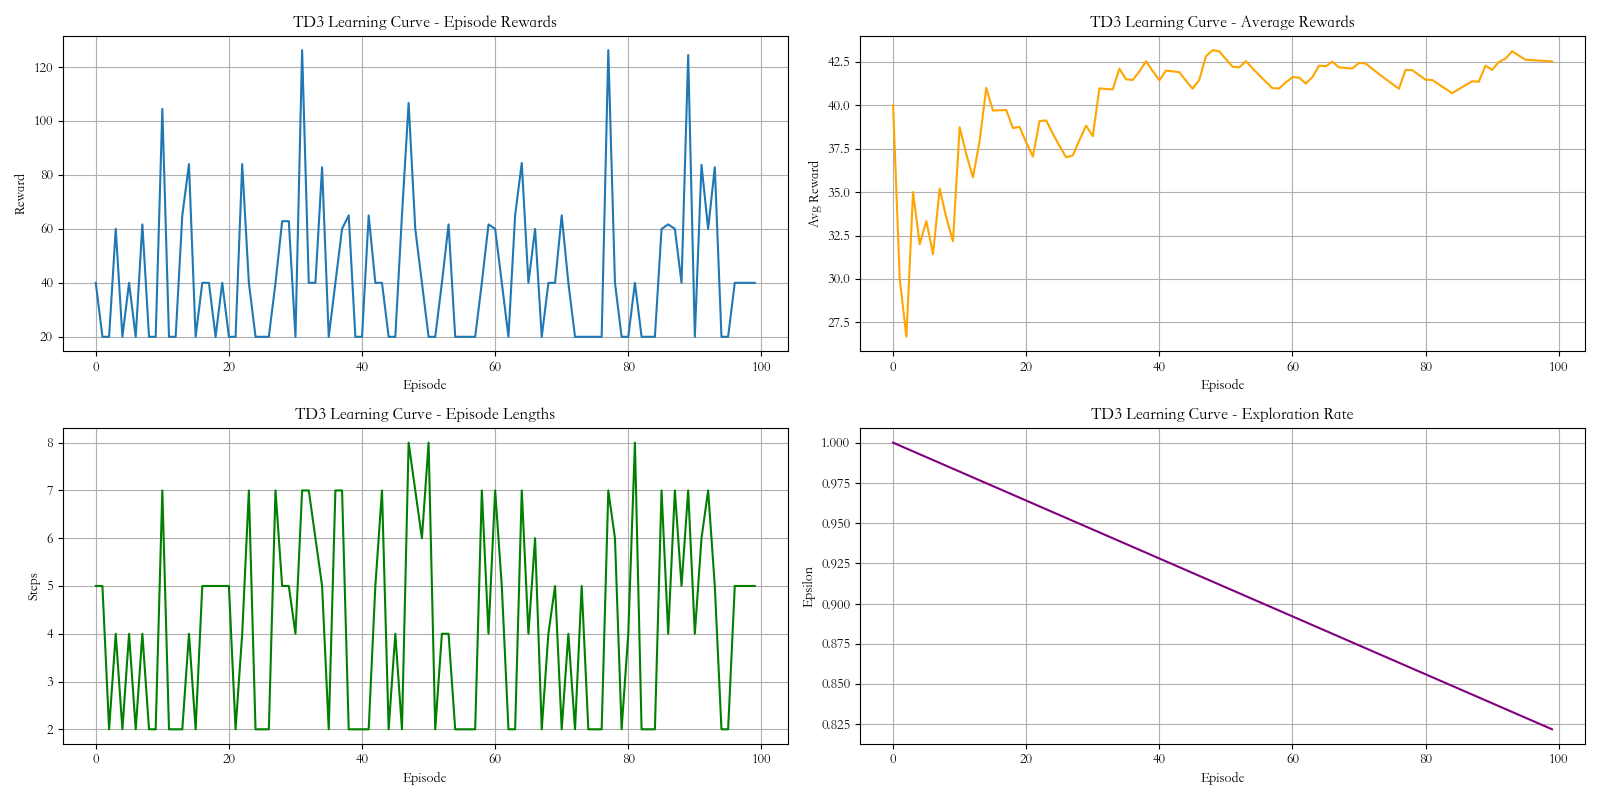 TD3 Learning Curve - Episode Rewards
Reward
120
100
80
60
40
20
0 20 40 60 80 100
Episode
TD3 Learning Curve - Average Rewards
Avg Reward
42.5
40.0
37.5
35.0
32.5
30.0
27.5
0 20 40 60 80 100
Episode
TD3 Learning Curve - Episode Lengths
Steps
8
7
6
5
4
3
2
0 20 40 60 80 100
Episode
TD3 Learning Curve - Exploration Rate
Epsilon
1.000
0.975
0.950
0.925
0.900
0.875
0.850
0.825
0 20 40 60 80 100
Episode